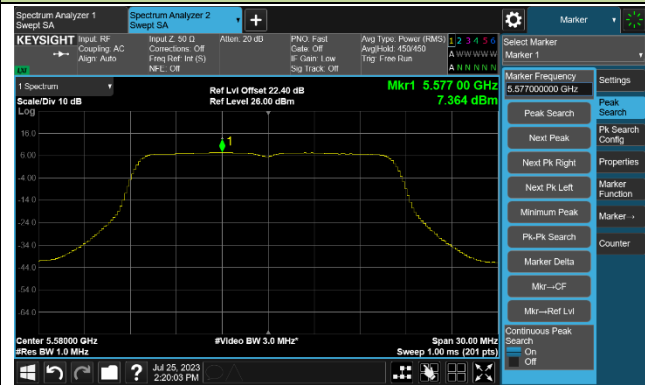 Spectrum Analyzer 1
Swept SA
Spectrum Analyzer 2
Swept SA
+
Marker
KEYSIGHT
Input: RF
Coupling: AC
Align: Auto
Input Z: 50 Ω
Corrections: Off
Freq Ref: Int (S)
NFE: Off
Atten: 20 dB
PNO: Fast
Gate: Off
IF Gain: Low
Sig Track: Off
Avg Type: Power (RMS)
Avg|Hold: 450/450
Trig: Free Run
1 2 3 4 5 6
A W W W W W
A N N N N N
LXI
Select Marker
Marker 1
1 Spectrum
Scale/Div 10 dB
Log
Ref Lvl Offset 22.40 dB
Ref Level 26.00 dBm
Mkr1 5.577 00 GHz
7.364 dBm
1
16.0
6.00
-4.00
-14.0
-24.0
-34.0
-44.0
-54.0
-64.0
Center 5.58000 GHz
#Res BW 1.0 MHz
#Video BW 3.0 MHz*
Span 30.00 MHz
Sweep 1.00 ms (201 pts)
Marker Frequency
5.577000000 GHz
Peak Search
Next Peak
Next Pk Right
Next Pk Left
Minimum Peak
Pk-Pk Search
Marker Delta
Mkr→CF
Mkr→Ref Lvl
Continuous Peak
Search
On
Off
Settings
Peak
Search
Pk Search
Config
Properties
Marker
Function
Marker→
Counter
?
Jul 25, 2023
2:20:03 PM